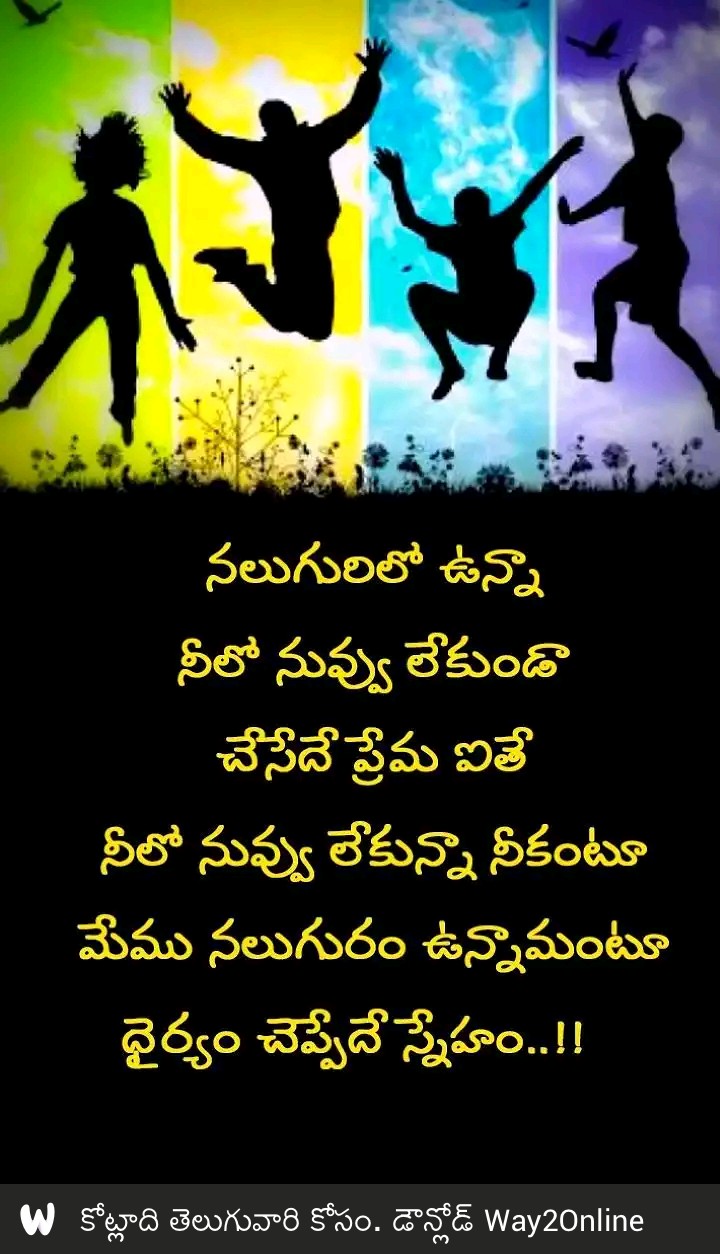 నలుగురిలో ఉన్నా
నీలో నువ్వు లేకుండా
చేసేదే ప్రేమ ఐతే
నీలో నువ్వు లేకున్నా నీకంటూ
మేము నలుగురం ఉన్నామంటూ
ధైర్యం చెప్పేదే స్నేహం..!!
W కోట్లాది తెలుగువారి కోసం. డౌన్లోడ్ Way2Online